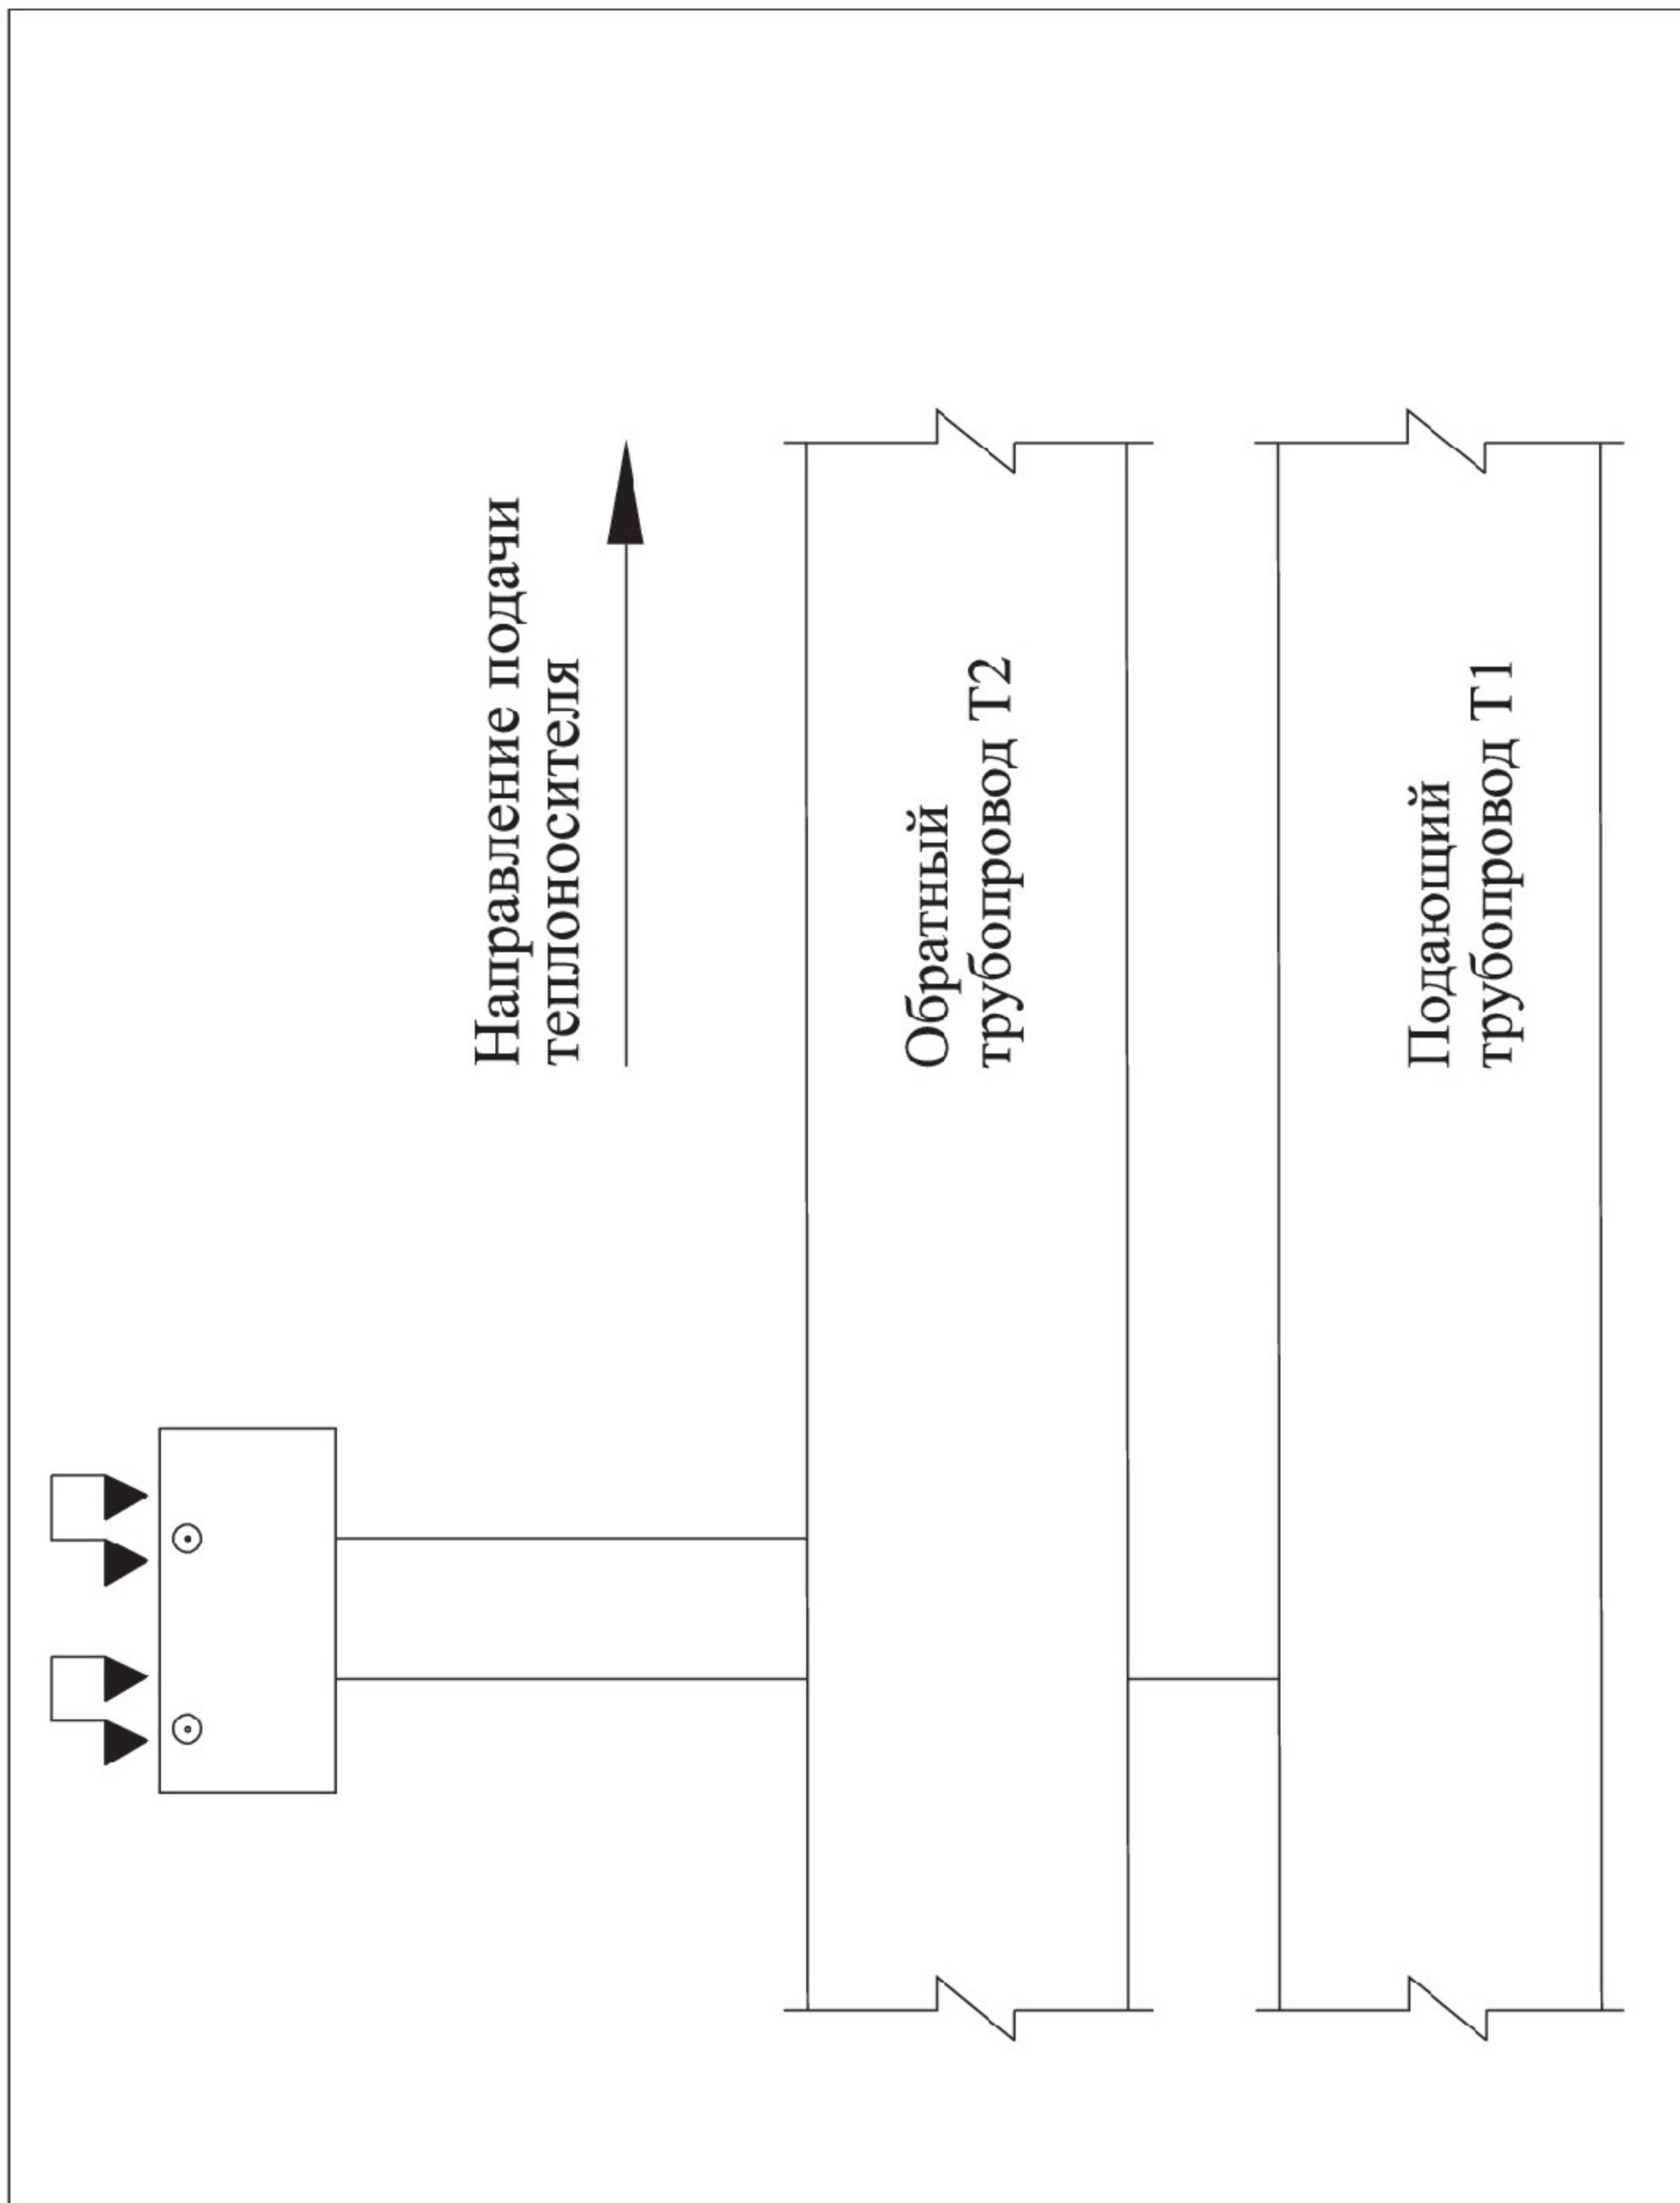 Направление подачи
теплоносителя
Обратный
трубопровод Т2
Подающий
трубопровод Т1